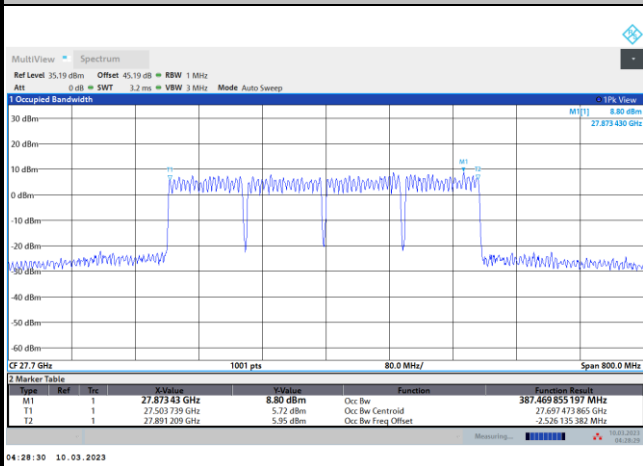 MultiView Spectrum
Ref Level 35.19 dBm Offset 45.19 dB RBW 1 MHz
Att 0 dB SWT 3.2 ms VBW 3 MHz Mode Auto Sweep
1 Occupied Bandwidth 1Pk View
M1[1] 8.80 dBm
27.873 430 GHz
30 dBm
20 dBm
10 dBm
0 dBm
-10 dBm
-20 dBm
-30 dBm
-40 dBm
-50 dBm
-60 dBm
T1
M1
T2
CF 27.7 GHz 1001 pts 80.0 MHz/ Span 800.0 MHz
2 Marker Table
Type Ref Trc X-Value Y-Value Function Function Result
M1 1 27.873 43 GHz 8.80 dBm Occ Bw 387.469 855 197 MHz
T1 1 27.503 739 GHz 5.72 dBm Occ Bw Centroid 27.697 473 865 GHz
T2 1 27.891 209 GHz 5.95 dBm Occ Bw Freq Offset -2.526 135 382 MHz
Measuring... 10.03.2023
04:28:29
04:28:30 10.03.2023